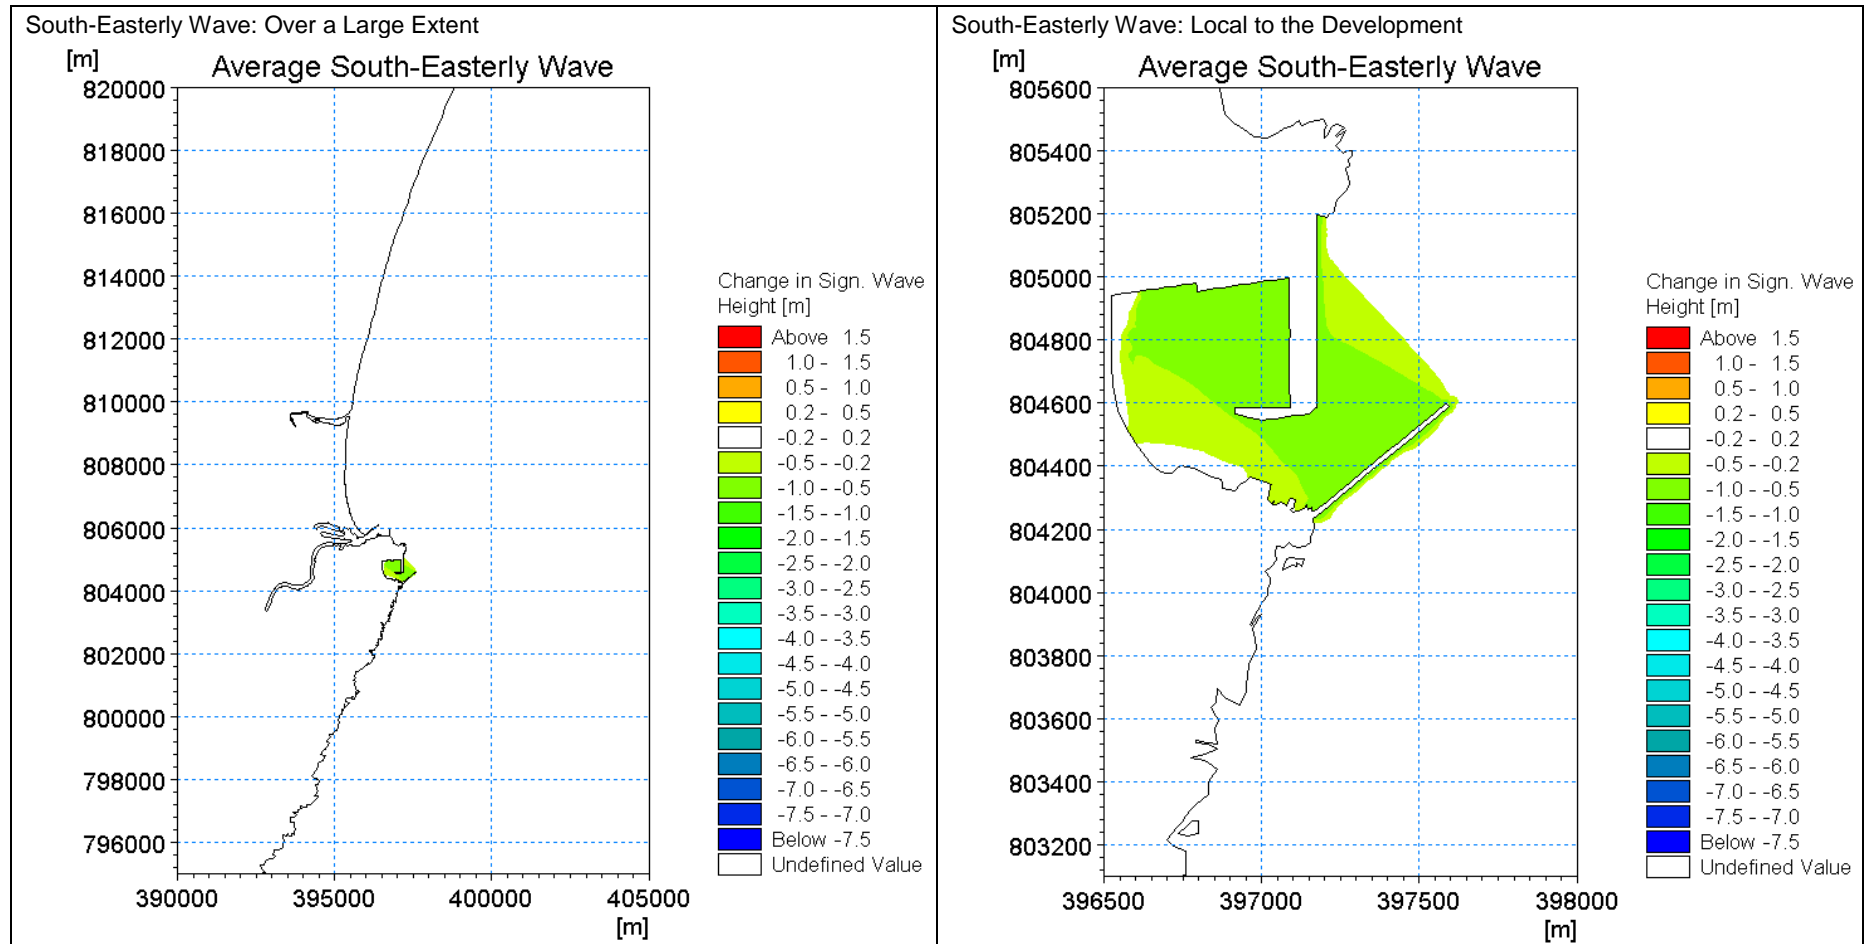 South-Easterly Wave: Over a Large Extent
[m]
Average South-Easterly Wave
820000
818000
816000
814000
812000
810000
808000
806000
804000
802000
800000
798000
796000
390000 395000 400000 405000
[m]
Change in Sign. Wave
Height [m]
Above 1.5
1.0 - 1.5
0.5 - 1.0
0.2 - 0.5
-0.2 - 0.2
-0.5 - -0.2
-1.0 - -0.5
-1.5 - -1.0
-2.0 - -1.5
-2.5 - -2.0
-3.0 - -2.5
-3.5 - -3.0
-4.0 - -3.5
-4.5 - -4.0
-5.0 - -4.5
-5.5 - -5.0
-6.0 - -5.5
-6.5 - -6.0
-7.0 - -6.5
-7.5 - -7.0
Below -7.5
Undefined Value
South-Easterly Wave: Local to the Development
[m]
Average South-Easterly Wave
805600
805400
805200
805000
804800
804600
804400
804200
804000
803800
803600
803400
803200
396500 397000 397500 398000
[m]
Change in Sign. Wave
Height [m]
Above 1.5
1.0 - 1.5
0.5 - 1.0
0.2 - 0.5
-0.2 - 0.2
-0.5 - -0.2
-1.0 - -0.5
-1.5 - -1.0
-2.0 - -1.5
-2.5 - -2.0
-3.0 - -2.5
-3.5 - -3.0
-4.0 - -3.5
-4.5 - -4.0
-5.0 - -4.5
-5.5 - -5.0
-6.0 - -5.5
-6.5 - -6.0
-7.0 - -6.5
-7.5 - -7.0
Below -7.5
Undefined Value